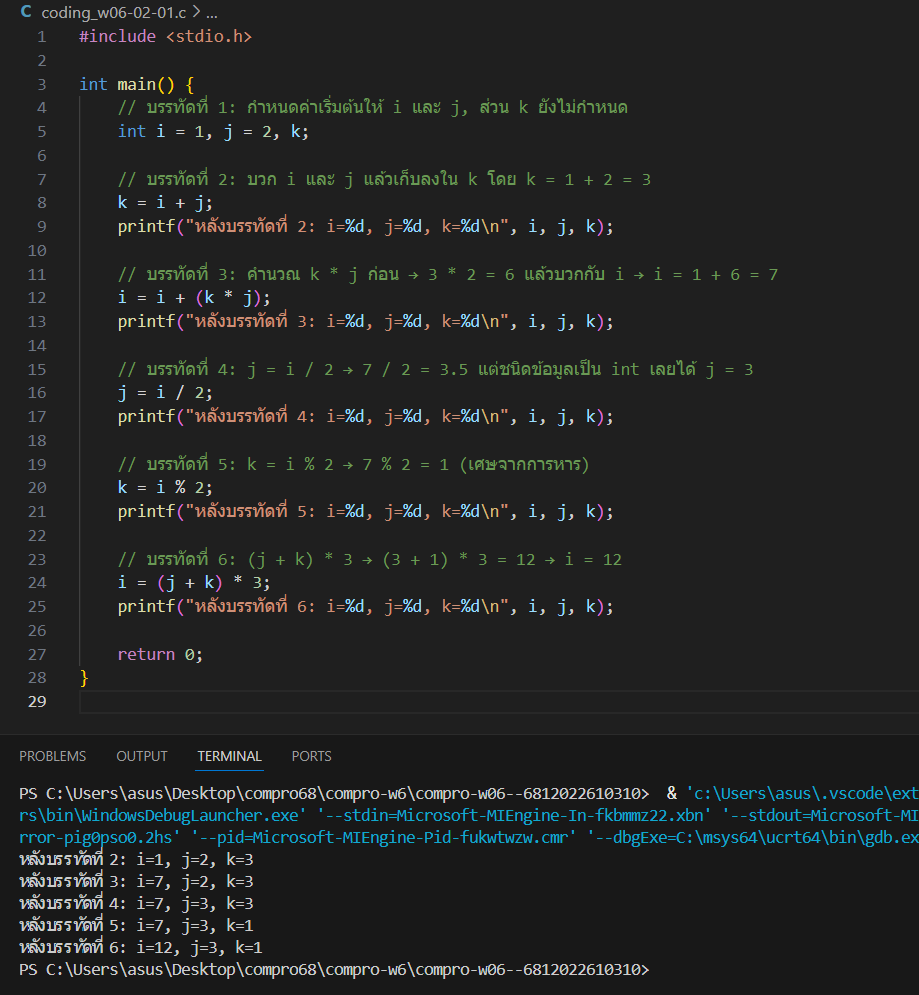 C coding_w06-02-01.c > ...
1 #include <stdio.h>
2
3 int main() {
4 // บรรทัดที่ 1: กำหนดค่าเริ่มต้นให้ i และ j, ส่วน k ยังไม่กำหนด
5 int i = 1, j = 2, k;
6
7 // บรรทัดที่ 2: บวก i และ j แล้วเก็บลงใน k โดย k = 1 + 2 = 3
8 k = i + j;
9 printf("หลังบรรทัดที่ 2: i=%d, j=%d, k=%d\n", i, j, k);
10
11 // บรรทัดที่ 3: คำนวณ k * j ก่อน → 3 * 2 = 6 แล้วบวกกับ i → i = 1 + 6 = 7
12 i = i + (k * j);
13 printf("หลังบรรทัดที่ 3: i=%d, j=%d, k=%d\n", i, j, k);
14
15 // บรรทัดที่ 4: j = i / 2 → 7 / 2 = 3.5 แต่ชนิดข้อมูลเป็น int เลยได้ j = 3
16 j = i / 2;
17 printf("หลังบรรทัดที่ 4: i=%d, j=%d, k=%d\n", i, j, k);
18
19 // บรรทัดที่ 5: k = i % 2 → 7 % 2 = 1 (เศษจากการหาร)
20 k = i % 2;
21 printf("หลังบรรทัดที่ 5: i=%d, j=%d, k=%d\n", i, j, k);
22
23 // บรรทัดที่ 6: (j + k) * 3 → (3 + 1) * 3 = 12 → i = 12
24 i = (j + k) * 3;
25 printf("หลังบรรทัดที่ 6: i=%d, j=%d, k=%d\n", i, j, k);
26
27 return 0;
28 }
29
PROBLEMS OUTPUT TERMINAL PORTS
PS C:\Users\asus\Desktop\compro68\compro-w6\compro-w06--6812022610310> & 'c:\Users\asus\.vscode\ext
rs\bin\WindowsDebugLauncher.exe' '--stdin=Microsoft-MIEngine-In-fkbmmz22.xbn' '--stdout=Microsoft-MI
rror-pig0pso0.2hs' '--pid=Microsoft-MIEngine-Pid-fukwtwzw.cmr' '--dbgExe=C:\msys64\ucrt64\bin\gdb.ex
หลังบรรทัดที่ 2: i=1, j=2, k=3
หลังบรรทัดที่ 3: i=7, j=2, k=3
หลังบรรทัดที่ 4: i=7, j=3, k=3
หลังบรรทัดที่ 5: i=7, j=3, k=1
หลังบรรทัดที่ 6: i=12, j=3, k=1
PS C:\Users\asus\Desktop\compro68\compro-w6\compro-w06--6812022610310>